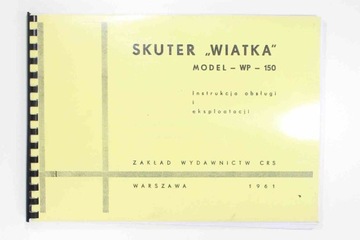 SKUTER „WIATKA"
MODEL – WP – 150
Instrukcja obsługi
i
eksploatacji
ZAKŁAD WYDAWNICTW CRS
WARSZAWA 1961